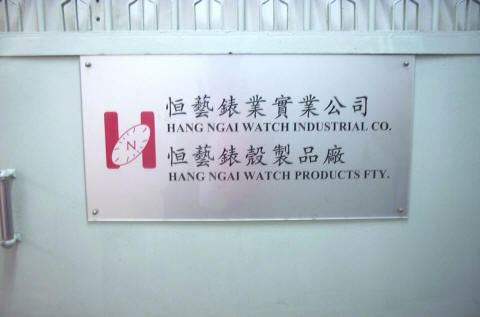 恒藝錶業實業公司
HANG NGAI WATCH INDUSTRIAL CO.
恒藝錶殼製品廠
HANG NGAI WATCH PRODUCTS FTY.
H
N